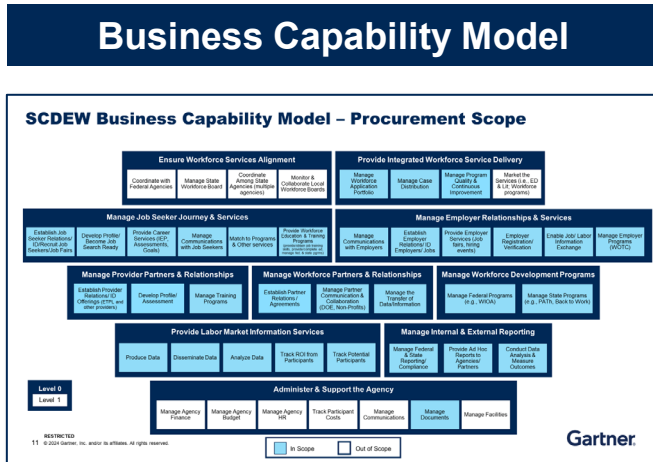 Business Capability Model
SCDEW Business Capability Model – Procurement Scope
Ensure Workforce Services Alignment
Coordinate with
Federal Agencies
Manage State
Workforce Board
Coordinate
Among State
Agencies (multiple
agencies)
Monitor &
Collaborate Local
Workforce Boards
Provide Integrated Workforce Service Delivery
Manage
Workforce
Application
Portfolio
Manage Case
Distribution
Manage Program
Quality &
Continuous
Improvement
Market the
Services (i.e., ED
& Lit; Workforce
programs)
Manage Job Seeker Journey & Services
Establish Job
Seeker Relations/
ID/Recruit Job
Seekers/Job Fairs
Develop Profile/
Become Job
Search Ready
Provide Career
Services (IEP,
Assessments,
Goals)
Manage
Communications
with Job Seekers
Match to Programs
& Other services
Provide Workforce
Education & Training
Programs
Manage Employer Relationships & Services
Manage
Communications
with Employers
Establish
Employer
Relations/ ID
Employers/ Jobs
Provide Employer
Services (Job
fairs, hiring
events)
Employer
Registration/
Verification
Enable Job/ Labor
Information
Exchange
Manage Employer
Programs
(WOTC)
Manage Provider Partners & Relationships
Establish Provider
Relations/ ID
Offerings (ETPL and
other providers)
Develop Profile/
Assessment
Manage Training
Programs
Manage Workforce Partners & Relationships
Establish Partner
Relations /
Agreements
Manage Partner
Communication &
Collaboration
(DOE, Non-Profits)
Manage the
Transfer of
Data/Information
Manage Workforce Development Programs
Manage Federal Programs
(e.g., WIOA)
Manage State Programs
(e.g., PATh, Back to Work)
Provide Labor Market Information Services
Produce Data
Disseminate Data
Analyze Data
Track ROI from
Participants
Track Potential
Participants
Manage Internal & External Reporting
Manage Federal
& State
Reporting/
Compliance
Provide Ad Hoc
Reports to
Agencies/
Partners
Conduct Data
Analysis &
Measure
Outcomes
Level 0
Level 1
Administer & Support the Agency
Manage Agency
Finance
Manage Agency
Budget
Manage Agency
HR
Track Participant
Costs
Manage
Communications
Manage
Documents
Manage Facilities
RESTRICTED
11 © 2024 Gartner, Inc. and/or its affiliates. All rights reserved.
In Scope
Out of Scope
Gartner